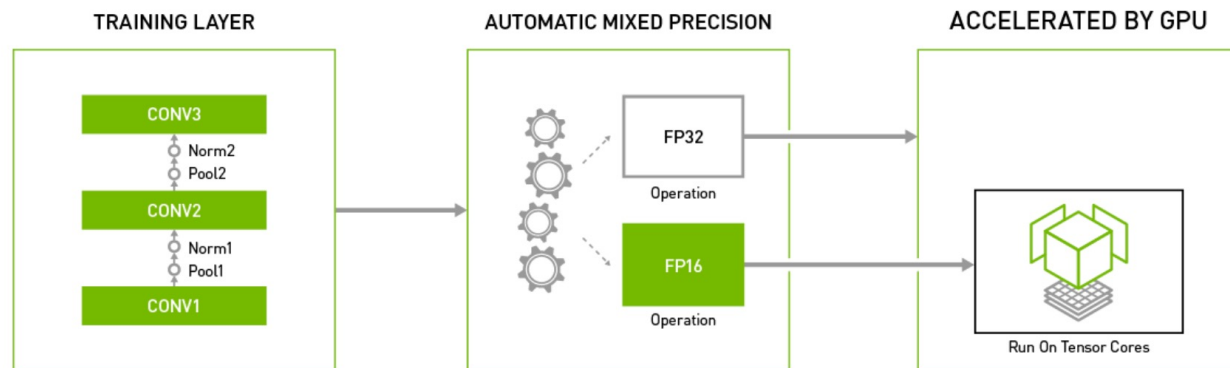 TRAINING LAYER
CONV3
Norm2
Pool2
CONV2
Norm1
Pool1
CONV1
AUTOMATIC MIXED PRECISION
FP32
Operation
FP16
Operation
ACCELERATED BY GPU
Run On Tensor Cores